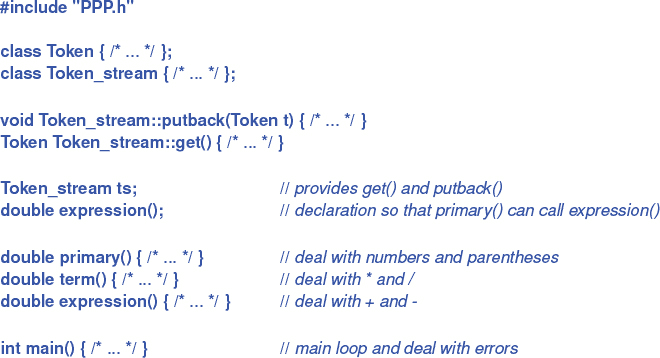 #include "PPP.h"
class Token { /* ... */ };
class Token_stream { /* ... */ };
void Token_stream::putback(Token t) { /* ... */ }
Token Token_stream::get() { /* ... */ }
Token_stream ts; // provides get() and putback()
double expression(); // declaration so that primary() can call expression()
double primary() { /* ... */ } // deal with numbers and parentheses
double term() { /* ... */ } // deal with * and /
double expression() { /* ... */ } // deal with + and -
int main() { /* ... */ } // main loop and deal with errors